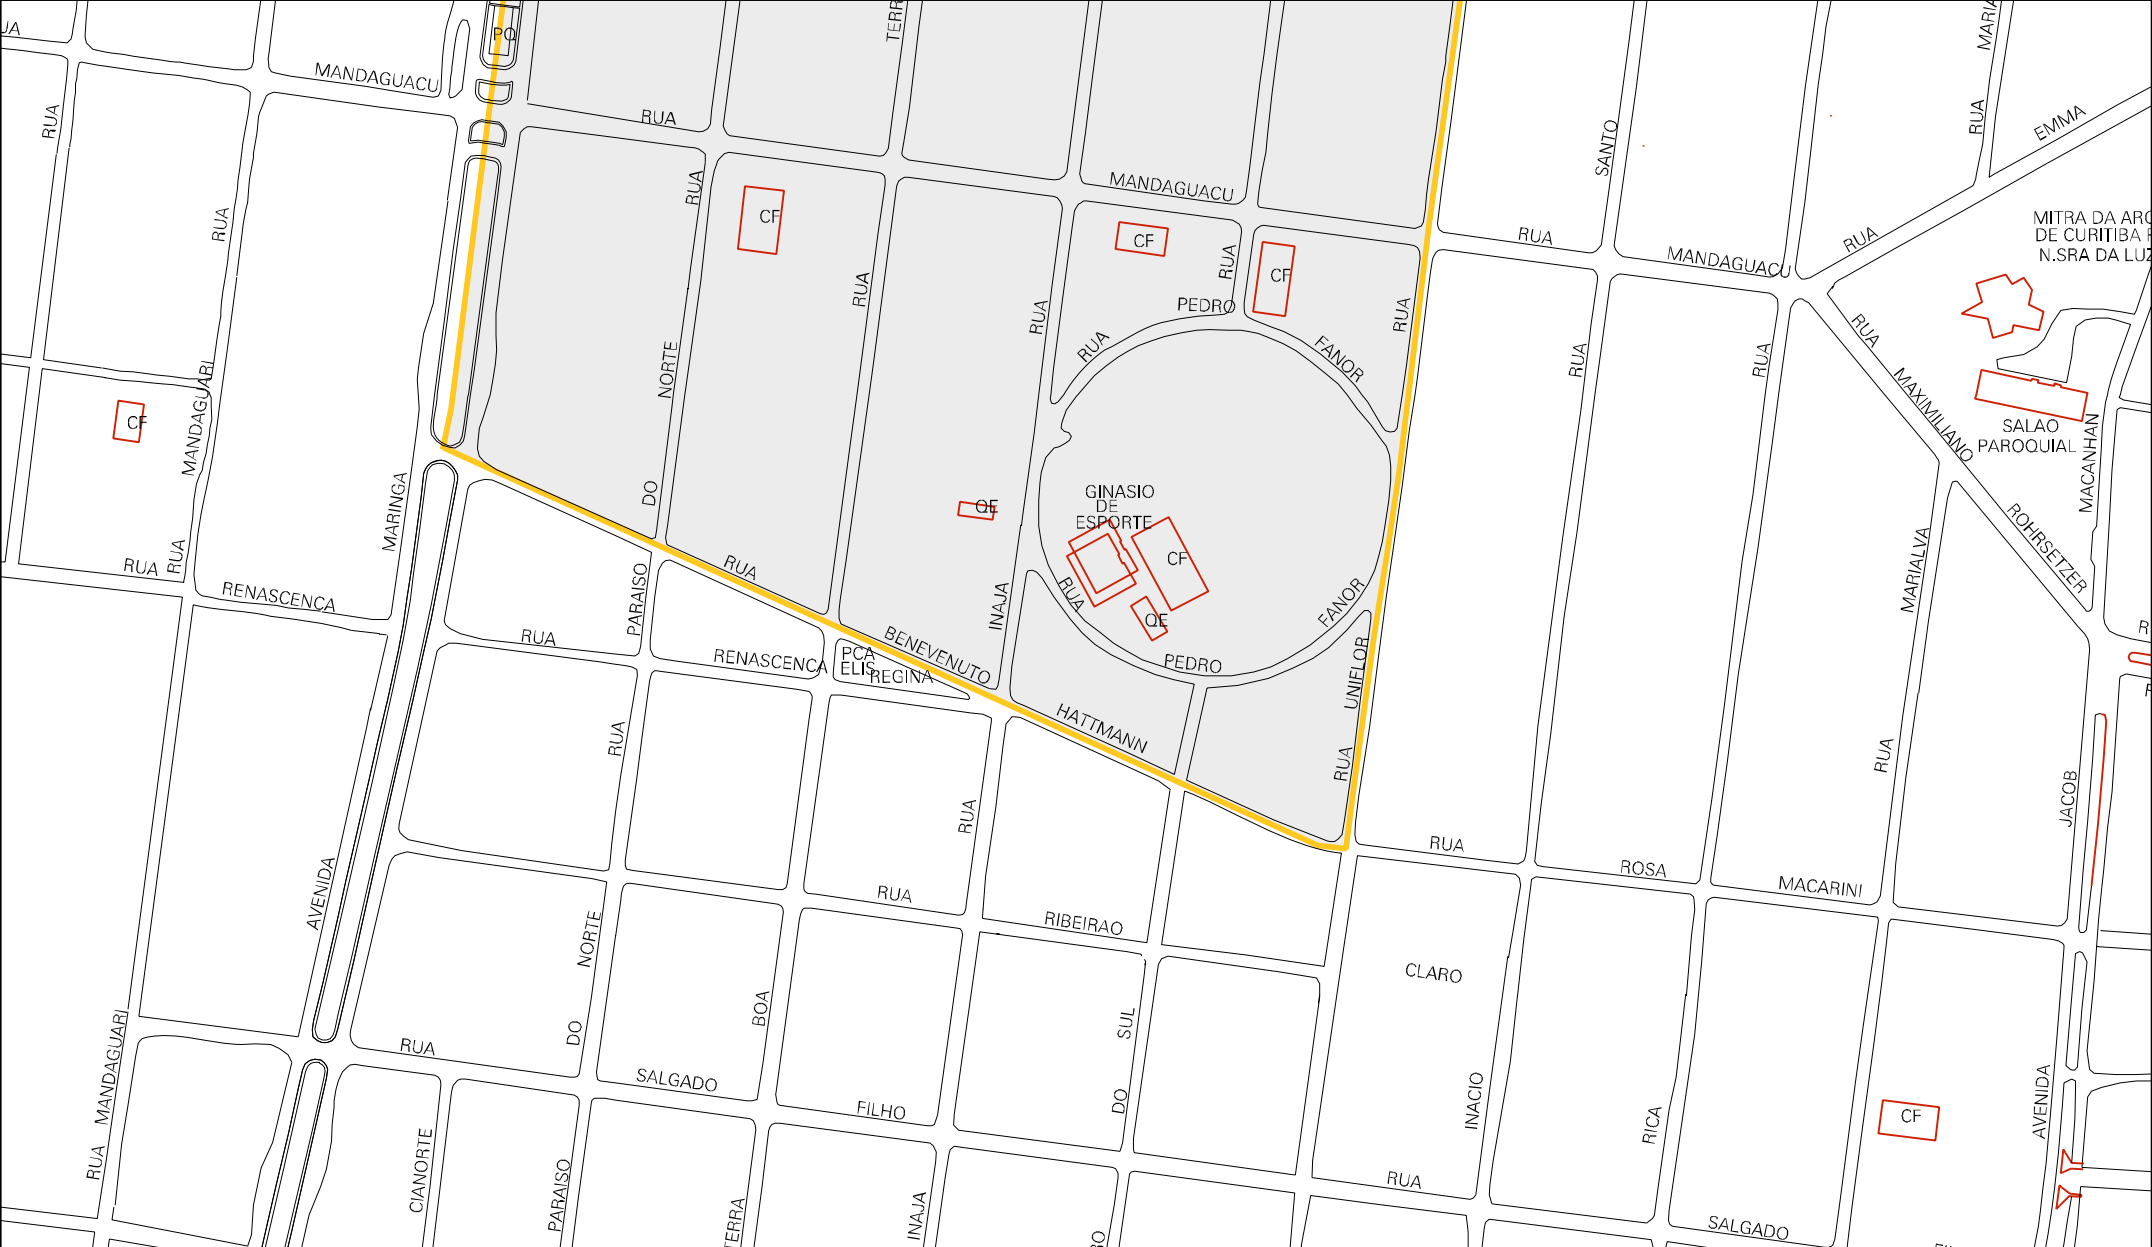 PQ
MANDAGUACU
RUA
RUA
RUA
RUA
RUA
MANDAGUACU
RUA
SANTO
RUA
MANDAGUACU
RUA
EMMA
RUA
MITRA DA
DE CURITIBA
N.SRA DA LUZ
CF
CF
CF
RUA
RUA
RUA
PEDRO
RUA
FANOR
RUA
RUA
RUA
RUA
MAXIMILIANO
ROHRSETZER
SALAO
PAROQUIAL
MACANHAN
CF
MANDAGUARI
NORTE
DO
MARINGA
QE
GINASIO
DE
ESPORTE
CF
QE
RUA
FANOR
PEDRO
RUA
RUA
RENASCENCA
RUA
PARAISO
RUA
RENASCENCA
PCA
ELIS
REGINA
RUA
BENEVENUTO
HATTMANN
INAJA
UNIFLOR
RUA
MARIALVA
RUA
JACOB
RUA
RUA
RUA
ROSA
MACARINI
AVENIDA
NORTE
DO
RUA
RIBEIRAO
CLARO
BOA
SUL
DO
RUA
SALGADO
FILHO
MANDAGUARI
RUA
CIANORTE
PARAISO
TERRA
INAJA
INACIO
RICA
RUA
SALGADO
AVENIDA
CF